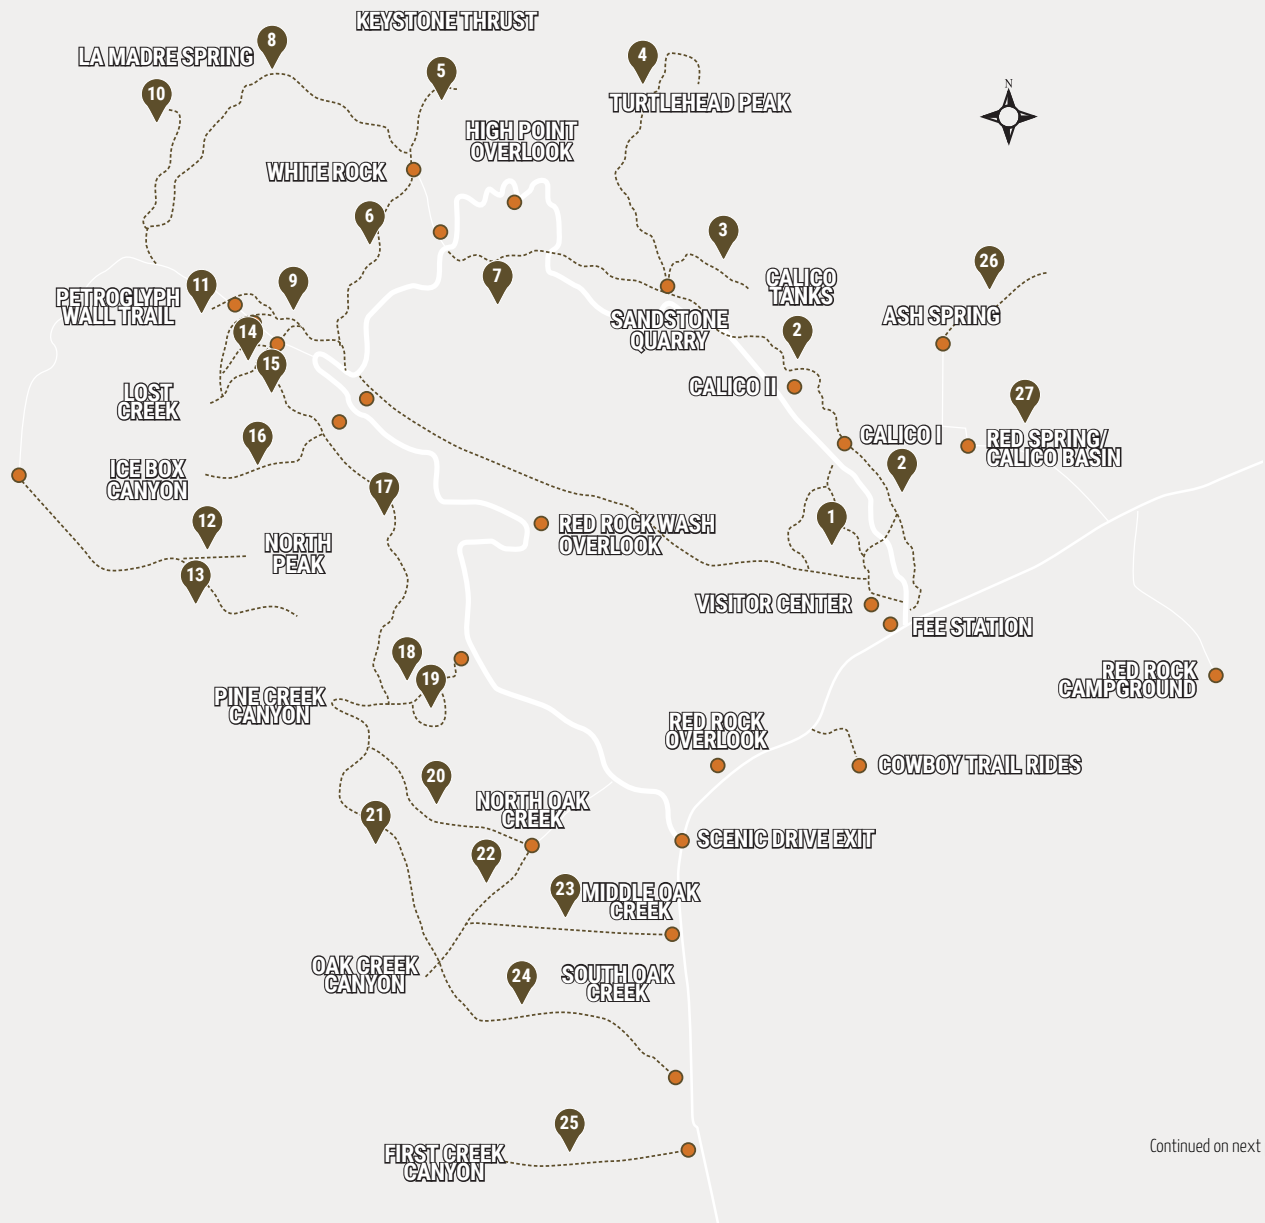 KEYSTONE THRUST
8
LA MADRE SPRING
4
5
10
N
TURTLEHEAD PEAK
HIGH POINT
OVERLOOK
WHITE ROCK
6
3
26
7
11
9
CALICO
TANKS
PETROGLYPH
WALL TRAIL
ASH SPRING
SANDSTONE
QUARRY
2
14
15
CALICO II
LOST
CREEK
27
16
CALICO I
RED SPRING/
CALICO BASIN
ICE BOX
CANYON
2
17
12
1
RED ROCK WASH
OVERLOOK
NORTH
PEAK
13
VISITOR CENTER
FEE STATION
18
19
RED ROCK
CAMPGROUND
PINE CREEK
CANYON
RED ROCK
OVERLOOK
COWBOY TRAIL RIDES
20
NORTH OAK
CREEK
21
SCENIC DRIVE EXIT
22
23
MIDDLE OAK
CREEK
OAK CREEK
CANYON
24
SOUTH OAK
CREEK
25
FIRST CREEK
CANYON
Continued on next